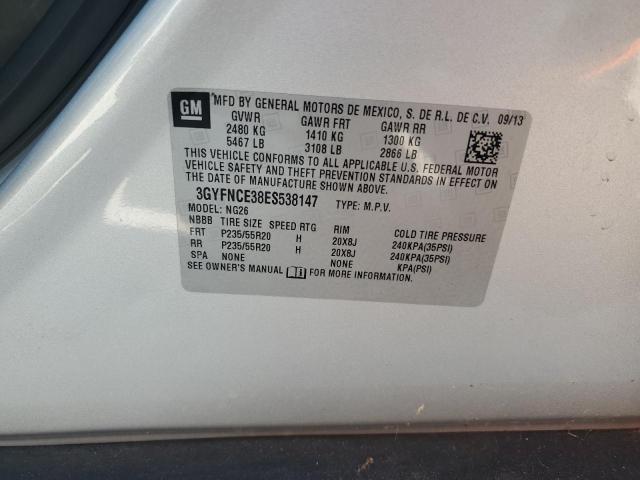 GM
MFD BY GENERAL MOTORS DE MEXICO, S. DE R.L. DE C.V. 09/13
GVWR GAWR FRT GAWR RR
2480 KG 1410 KG 1300 KG
5467 LB 3108 LB 2866 LB
THIS VEHICLE CONFORMS TO ALL APPLICABLE U.S. FEDERAL MOTOR
VEHICLE SAFETY AND THEFT PREVENTION STANDARDS IN EFFECT ON
THE DATE OF MANUFACTURE SHOWN ABOVE.
3GYFNCE38ES538147 TYPE: M.P.V.
MODEL: NG26
NBBB TIRE SIZE SPEED RTG RIM COLD TIRE PRESSURE
FRT P235/55R20 H 20X8J 240KPA(35PSI)
RR P235/55R20 H 20X8J 240KPA(35PSI)
SPA NONE NONE KPA(PSI)
SEE OWNER'S MANUAL FOR MORE INFORMATION.